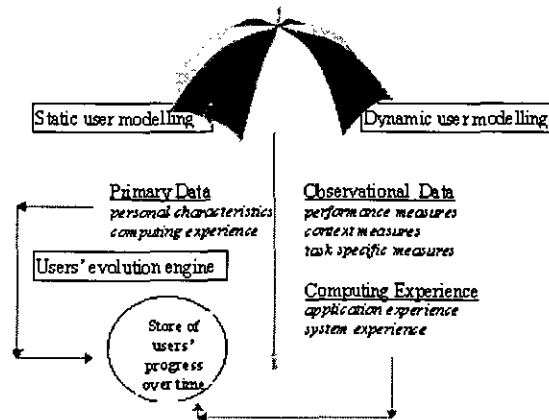 Static user modelling
Dynamic user modelling
Primary Data
personal characteristics
computing experience
Observational Data
performance measures
context measures
task specific measures
Users' evolution engine
Computing Experience
application experience
system experience
Store of
users'
progress
over time